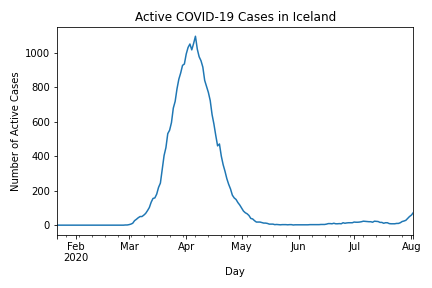 Active COVID-19 Cases in Iceland
Number of Active Cases
1000
800
600
400
200
0
Feb Mar Apr May Jun Jul Aug
2020
Day